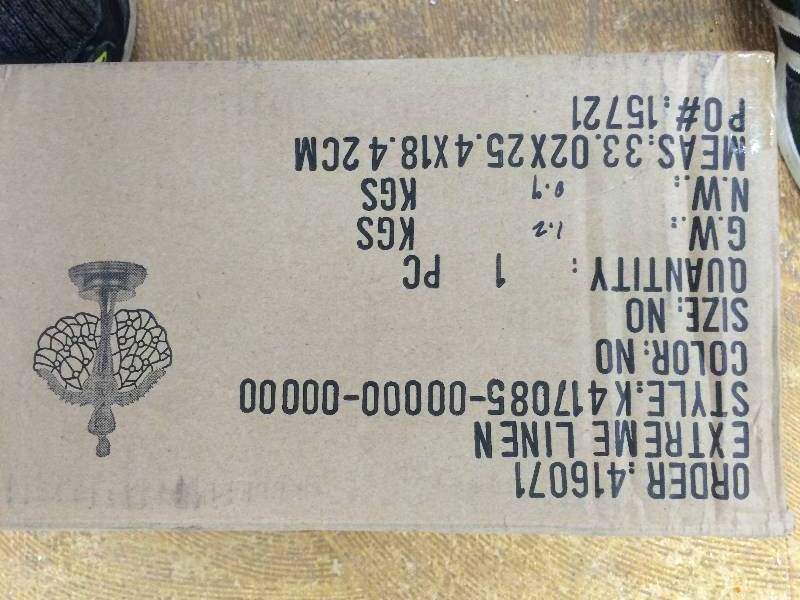 ORDER:416071
EXTREME LINEN
STYLE:K417085-00000-00000
COLOR: NO
SIZE: NO
QUANTITY: 1 PC
G.W.: 1.2 KGS
N.W.: 0.9 KGS
MEAS:33.02X25.4X18.42CM
PO#:15721